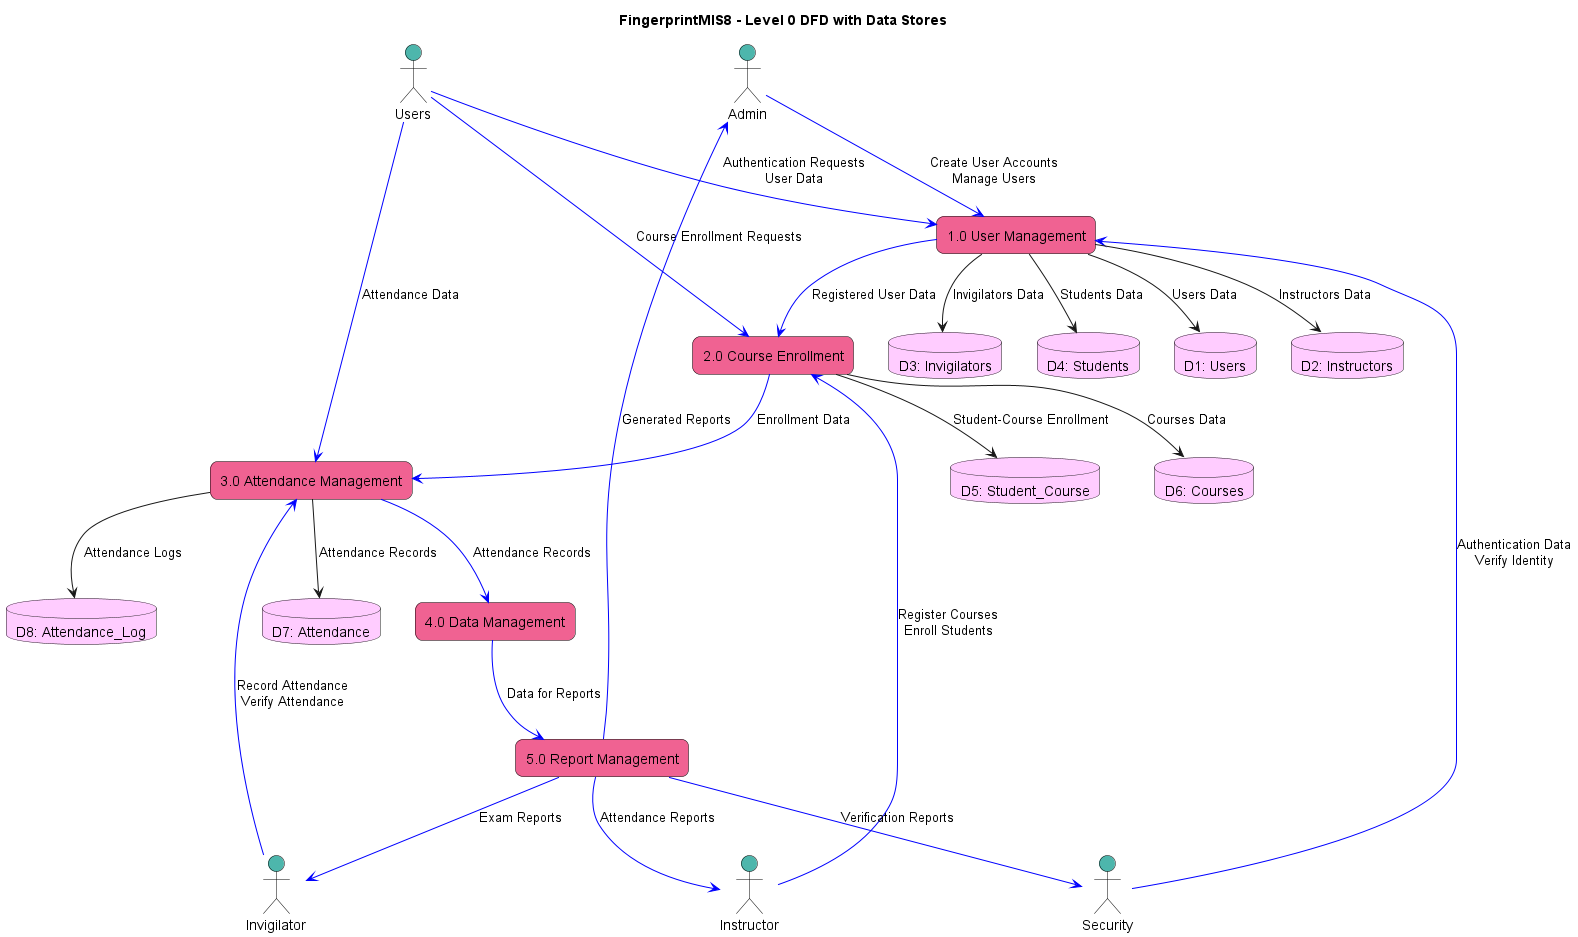 FingerprintMIS8 - Level 0 DFD with Data Stores
Users
Admin
Authentication Requests
User Data
Create User Accounts
Manage Users
Course Enrollment Requests
1.0 User Management
Attendance Data
Registered User Data
Invigilators Data
Students Data
Users Data
Instructors Data
2.0 Course Enrollment
D3: Invigilators
D4: Students
D1: Users
D2: Instructors
Generated Reports
Enrollment Data
Student-Course Enrollment
Courses Data
3.0 Attendance Management
D5: Student_Course
D6: Courses
Attendance Logs
Attendance Records
Attendance Records
Authentication Data
Verify Identity
D8: Attendance_Log
D7: Attendance
4.0 Data Management
Register Courses
Enroll Students
Record Attendance
Verify Attendance
Data for Reports
5.0 Report Management
Exam Reports
Attendance Reports
Verification Reports
Invigilator
Instructor
Security